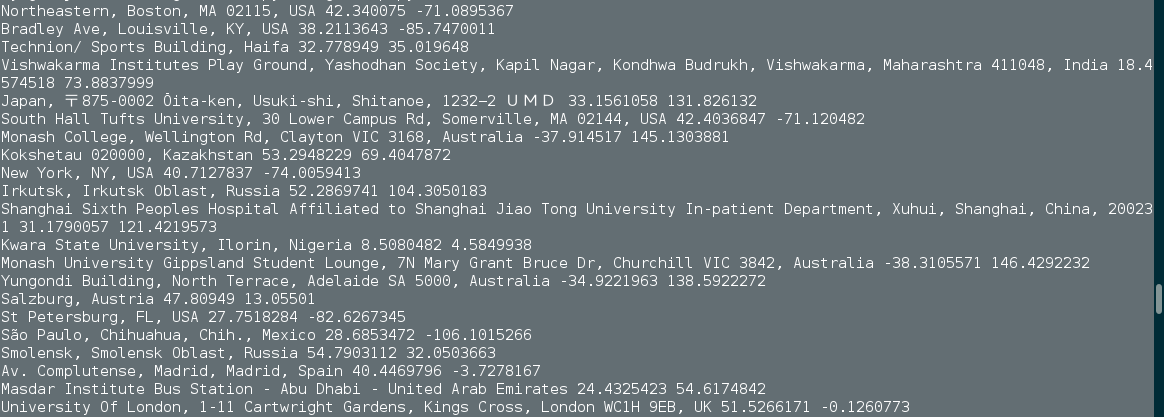 Northeastern, Boston, MA 02115, USA 42.340075 -71.0895367
Bradley Ave, Louisville, KY, USA 38.2113643 -85.7470011
Technion/ Sports Building, Haifa 32.778949 35.019648
Vishwakarma Institutes Play Ground, Yashodhan Society, Kapil Nagar, Kondhwa Budrukh, Vishwakarma, Maharashtra 411048, India 18.4
574518 73.8837999
Japan, 〒875-0002 Ōita-ken, Usuki-shi, Shitanoe, 1232−2 ＵＭＤ 33.1561058 131.826132
South Hall Tufts University, 30 Lower Campus Rd, Somerville, MA 02144, USA 42.4036847 -71.120482
Monash College, Wellington Rd, Clayton VIC 3168, Australia -37.914517 145.1303881
Kokshetau 020000, Kazakhstan 53.2948229 69.4047872
New York, NY, USA 40.7127837 -74.0059413
Irkutsk, Irkutsk Oblast, Russia 52.2869741 104.3050183
Shanghai Sixth Peoples Hospital Affiliated to Shanghai Jiao Tong University In-patient Department, Xuhui, Shanghai, China, 20023
1 31.1790057 121.4219573
Kwara State University, Ilorin, Nigeria 8.5080482 4.5849938
Monash University Gippsland Student Lounge, 7N Mary Grant Bruce Dr, Churchill VIC 3842, Australia -38.3105571 146.4292232
Yungondi Building, North Terrace, Adelaide SA 5000, Australia -34.9221963 138.5922272
Salzburg, Austria 47.80949 13.05501
St Petersburg, FL, USA 27.7518284 -82.6267345
São Paulo, Chihuahua, Chih., Mexico 28.6853472 -106.1015266
Smolensk, Smolensk Oblast, Russia 54.7903112 32.0503663
Av. Complutense, Madrid, Madrid, Spain 40.4469796 -3.7278167
Masdar Institute Bus Station - Abu Dhabi - United Arab Emirates 24.4325423 54.6174842
University Of London, 1-11 Cartwright Gardens, Kings Cross, London WC1H 9EB, UK 51.5266171 -0.1260773